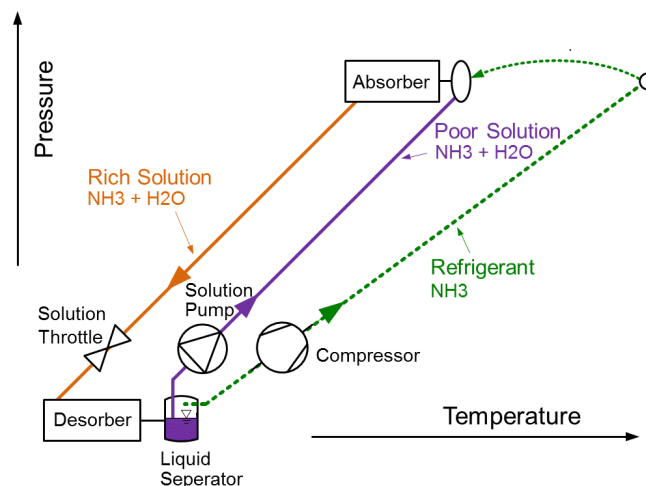 Pressure
Absorber
Poor Solution
NH3 + H2O
Rich Solution
NH3 + H2O
Refrigerant
NH3
Solution
Pump
Solution
Throttle
Compressor
Desorber
Temperature
Liquid
Seperator